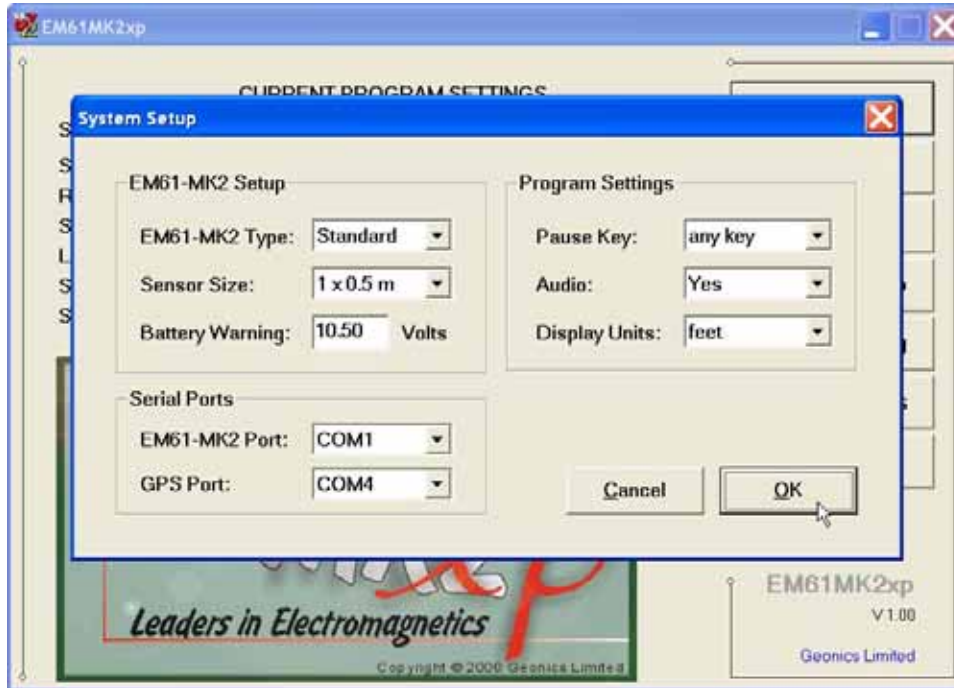 EM61MK2xp
CURRENT PROGRAM SETTINGS
System Setup
S
S
R
S
L
S
S
EM61-MK2 Setup
EM61-MK2 Type: Standard
Sensor Size: 1 x 0.5 m
Battery Warning: 10.50 Volts
Program Settings
Pause Key: any key
Audio: Yes
Display Units: feet
Serial Ports
EM61-MK2 Port: COM1
GPS Port: COM4
Cancel
OK
Leaders in Electromagnetics
Copyright © 2000 Geonics Limited
EM61MK2xp
V 1.00
Geonics Limited